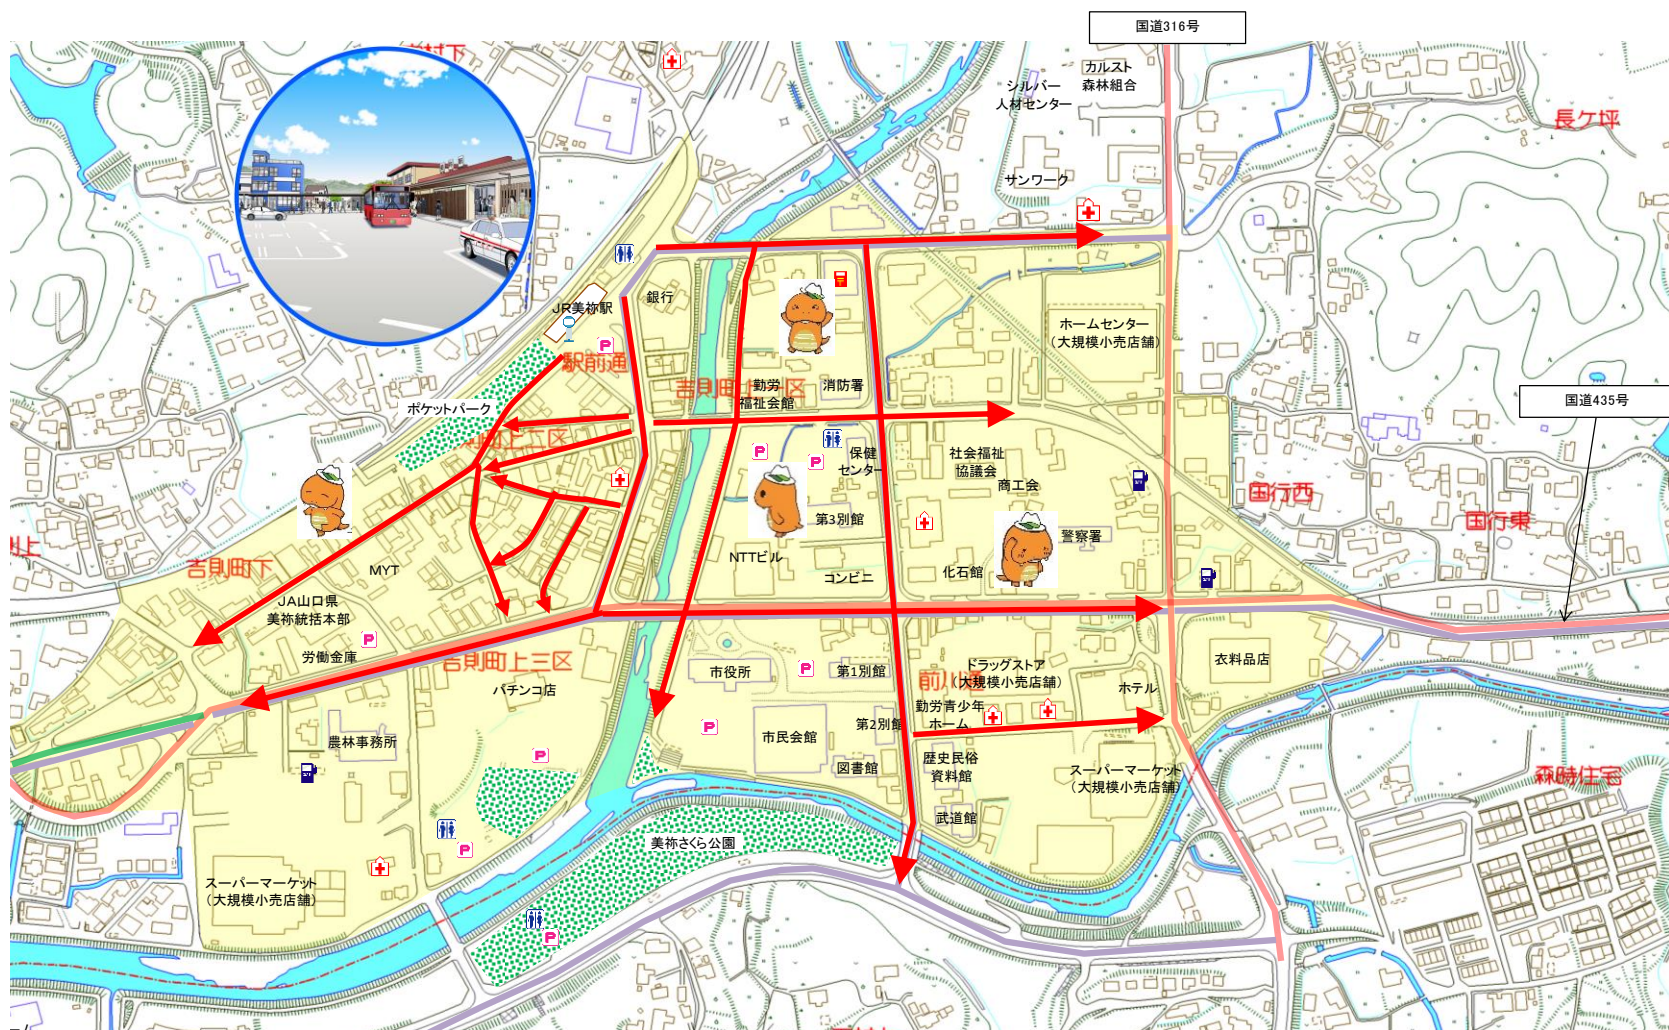 国道316号
カルスト
森林組合
シルバー
人材センター
長ケ坪
サンワーク
JR美祢駅
銀行
ホームセンター
(大規模小売店舗)
駅前通
国道435号
勤労
福祉会館
消防署
ポケットパーク
保健
センター
社会福祉
協議会
商工会
国行西
国行東
第3別館
警察署
NTTビル
コンビニ
化石館
吉則町下
MYT
JA山口県
美祢統括本部
労働金庫
吉則町上三区
パチンコ店
市役所
第1別館
ドラッグストア
(大規模小売店舗)
衣料品店
ホテル
勤労青少年
ホーム
第2別館
農林事務所
市民会館
図書館
歴史民俗
資料館
スーパーマーケット
(大規模小売店舗)
武道館
美祢さくら公園
スーパーマーケット
(大規模小売店舗)
P
P
P
P
P
P
P
P
P
P